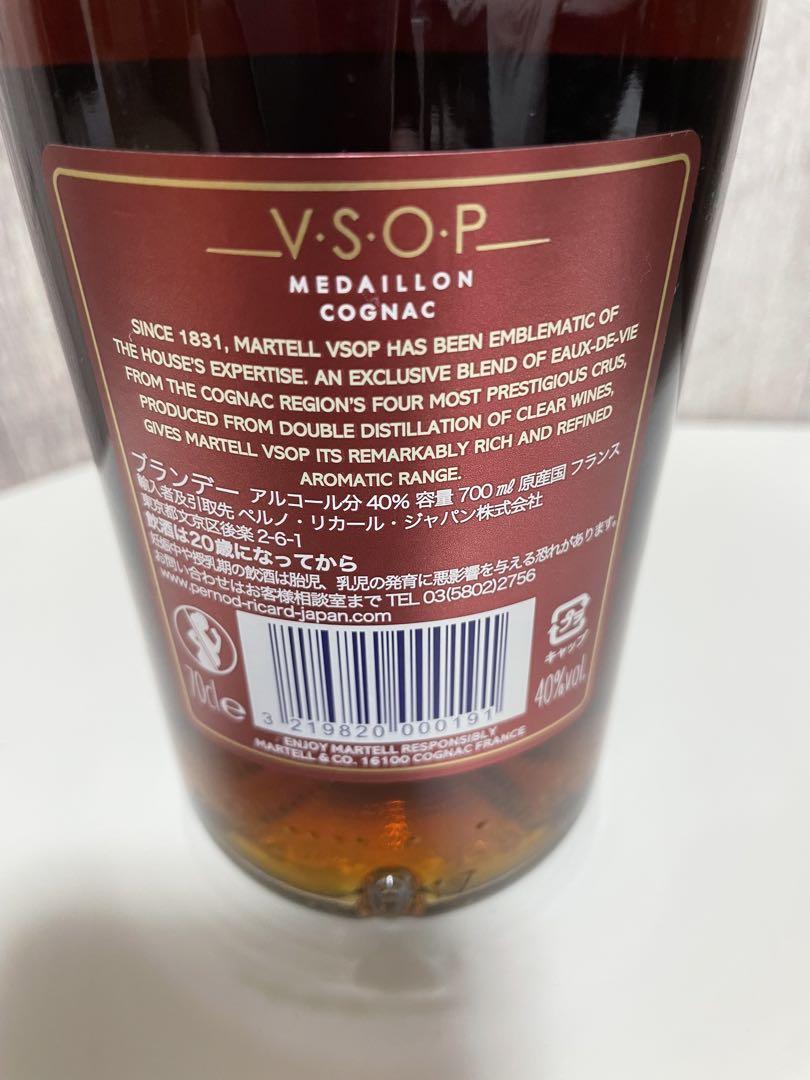 V·S·O·P
MEDAILLON
COGNAC
SINCE 1831, MARTELL VSOP HAS BEEN EMBLEMATIC OF
THE HOUSE'S EXPERTISE. AN EXCLUSIVE BLEND OF EAUX-DE-VIE
FROM THE COGNAC REGION'S FOUR MOST PRESTIGIOUS CRUS,
PRODUCED FROM DOUBLE DISTILLATION OF CLEAR WINES,
GIVES MARTELL VSOP ITS REMARKABLY RICH AND REFINED
AROMATIC RANGE.
ブランデー アルコール分 40% 容量 700㎖ 原産国 フランス
輸入者及引取先 ペルノ・リカール・ジャパン株式会社
東京都文京区後楽 2-6-1
飲酒は20歳になってから
妊娠中や授乳期の飲酒は胎児、乳児の発育に悪影響を与える恐れがあります。
お問い合わせはお客様相談室まで TEL 03(5802)2756
www.pernod-ricard-japan.com
キャップ
70cl e
40%vol.
3 219820 000191
ENJOY MARTELL RESPONSIBLY
MARTELL & CO. 16100 COGNAC FRANCE